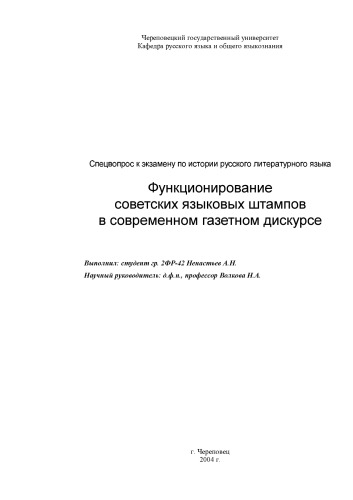 Череповецкий государственный университет
Кафедра русского языка и общего языкознания
Спецвопрос к экзамену по истории русского литературного языка
Функционирование
советских языковых штампов
в современном газетном дискурсе
Выполнил: студент гр. 2ФР-42 Ненастьев А.Н.
Научный руководитель: д.ф.н., профессор Волкова Н.А.
г. Череповец
2004 г.